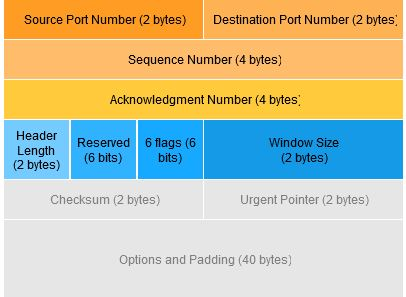 Source Port Number (2 bytes)
Destination Port Number (2 bytes)
Sequence Number (4 bytes)
Acknowledgment Number (4 bytes)
Header
Length
(2 bytes)
Reserved
(6 bits)
6 flags (6
bits)
Window Size
(2 bytes)
Checksum (2 bytes)
Urgent Pointer (2 bytes)
Options and Padding (40 bytes)